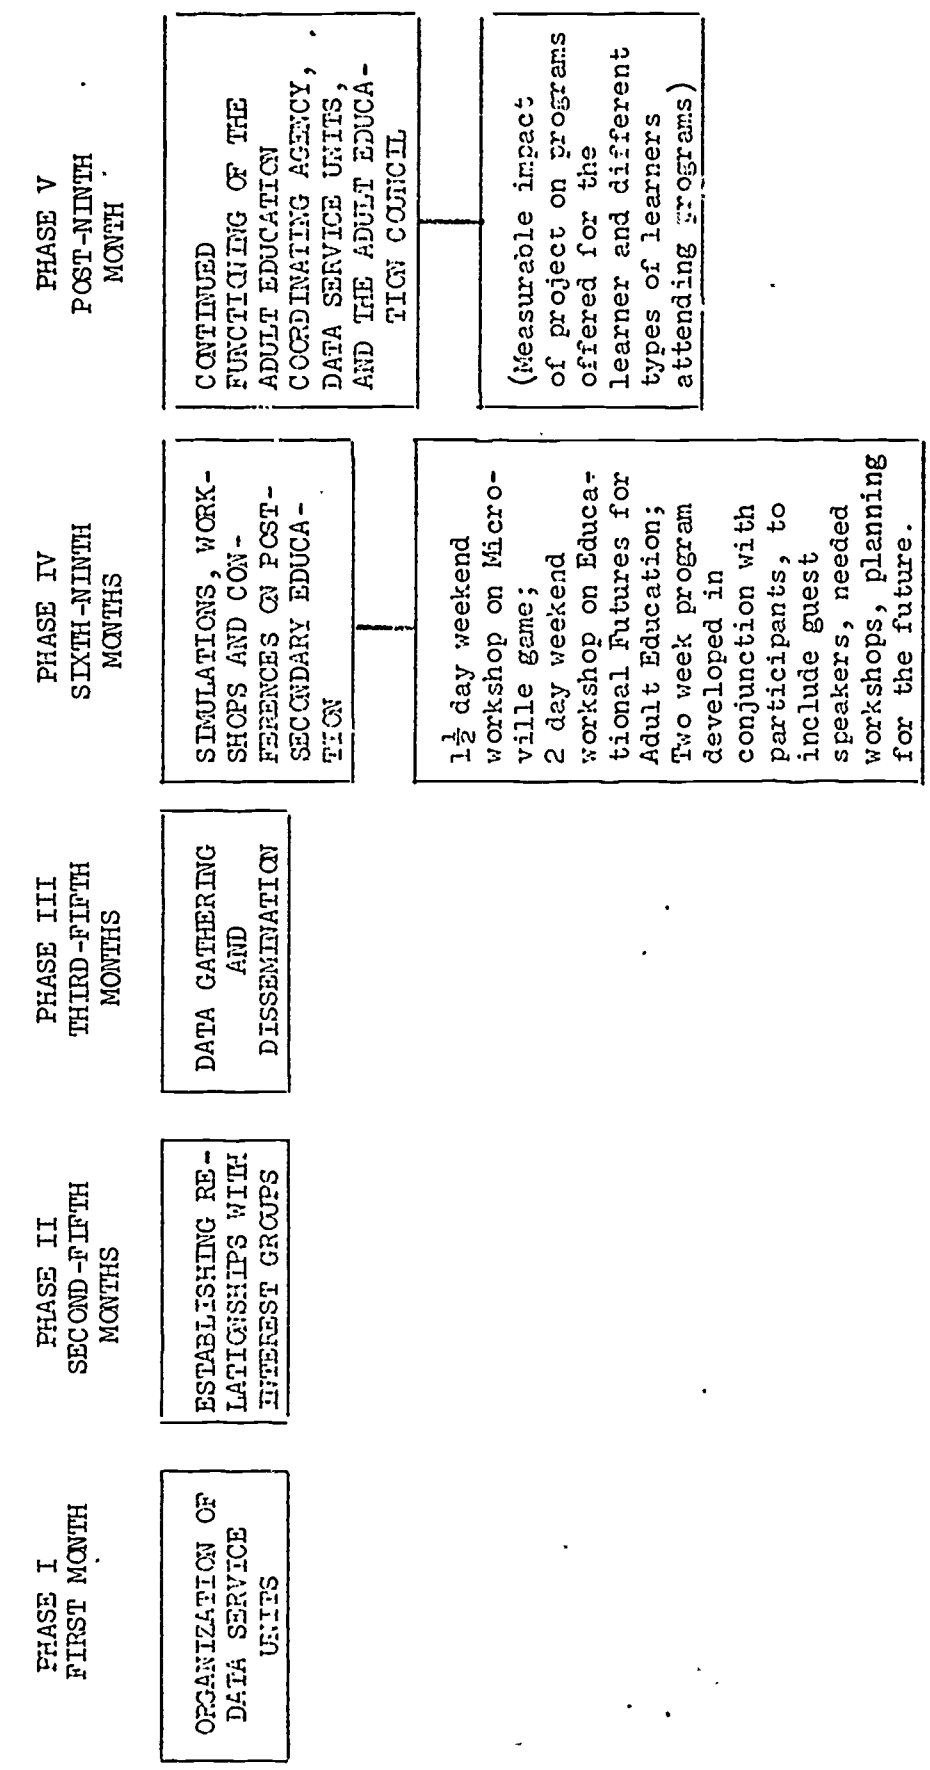 PHASE I
FIRST MONTH
ORGANIZATION OF
DATA SERVICE
UNITS
PHASE II
SECOND-FIFTH
MONTHS
ESTABLISHING RE-
LATIONSHIPS WITH
INTEREST GROUPS
PHASE III
THIRD-FIFTH
MONTHS
DATA GATHERING
AND
DISSEMINATION
PHASE IV
SIXTH-NINTH
MONTHS
SIMULATIONS, WORK-
SHOPS AND CON-
FERENCES ON POST-
SECONDARY EDUCA-
TION
1½ day weekend
workshop on Micro-
ville game;
2 day weekend
workshop on Educa-
tional Futures for
Adult Education;
Two week program
developed in
conjunction with
participants, to
include guest
speakers, needed
workshops, planning
for the future.
PHASE V
POST-NINTH
MONTH
CONTINUED
FUNCTIONING OF THE
ADULT EDUCATION
COORDINATING AGENCY,
DATA SERVICE UNITS,
AND THE ADULT EDUCA-
TION COUNCIL
(Measurable impact
of project on programs
offered for the
learner and different
types of learners
attending programs)